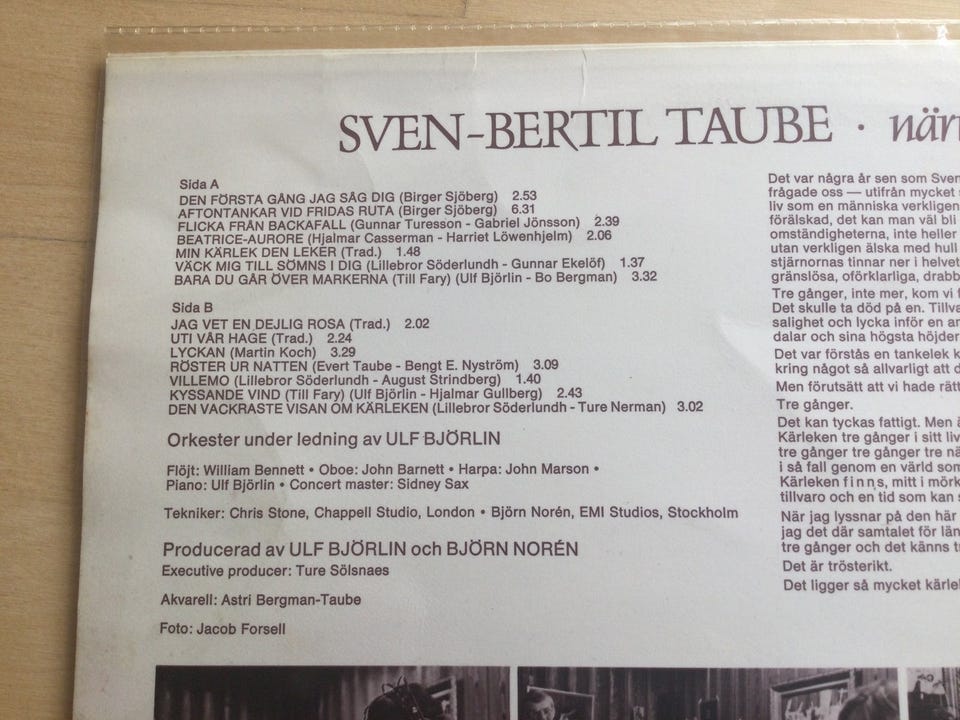 SVEN-BERTIL TAUBE · när
Sida A
DEN FÖRSTA GÅNG JAG SÅG DIG (Birger Sjöberg) 2.53
AFTONTANKAR VID FRIDAS RUTA (Birger Sjöberg) 6.31
FLICKA FRÅN BACKAFALL (Gunnar Turesson - Gabriel Jönsson) 2.39
BEATRICE-AURORE (Hjalmar Casserman - Harriet Löwenhjelm) 2.06
MIN KÄRLEK DEN LEKER (Trad.) 1.48
VÄCK MIG TILL SÖMNS I DIG (Lillebror Söderlundh - Gunnar Ekelöf) 1.37
BARA DU GÅR ÖVER MARKERNA (Till Fary) (Ulf Björlin - Bo Bergman) 3.32
Sida B
JAG VET EN DEJLIG ROSA (Trad.) 2.02
UTI VÅR HAGE (Trad.) 2.24
LYCKAN (Martin Koch) 3.29
RÖSTER UR NATTEN (Evert Taube - Bengt E. Nyström) 3.09
VILLEMO (Lillebror Söderlundh - August Strindberg) 1.40
KYSSANDE VIND (Till Fary) (Ulf Björlin - Hjalmar Gullberg) 2.43
DEN VACKRASTE VISAN OM KÄRLEKEN (Lillebror Söderlundh - Ture Nerman) 3.02
Orkester under ledning av ULF BJÖRLIN
Flöjt: William Bennett • Oboe: John Barnett • Harpa: John Marson •
Piano: Ulf Björlin • Concert master: Sidney Sax
Tekniker: Chris Stone, Chappell Studio, London • Björn Norén, EMI Studios, Stockholm
Producerad av ULF BJÖRLIN och BJÖRN NORÉN
Executive producer: Ture Sölsnaes
Akvarell: Astri Bergman-Taube
Foto: Jacob Forsell
Det var några år sen som Sven
frågade oss — utifrån mycket
liv som en människa verkligen
förälskad, det kan man väl bli
omständigheterna, inte heller
utan verkligen älska med hull
stjärnornas tinnar ner i helvet
gränslösa, oförklarliga, drabb
Tre gånger, inte mer, kom vi f
Det skulle ta död på en. Tillva
salighet och lycka inför en an
dalar och sina högsta höjder
Det var förstås en tankelek k
kring något så allvarligt att d
Men förutsätt att vi hade rätt
Tre gånger.
Det kan tyckas fattigt. Men ä
Kärleken tre gånger i sitt liv
tre gånger tre gånger tre nä
i så fall genom en värld som
Kärleken finns, mitt i mörk
tillvaro och en tid som kan s
När jag lyssnar på den här
jag det där samtalet för län
tre gånger och det känns tr
Det är trösterikt.
Det ligger så mycket kärlek